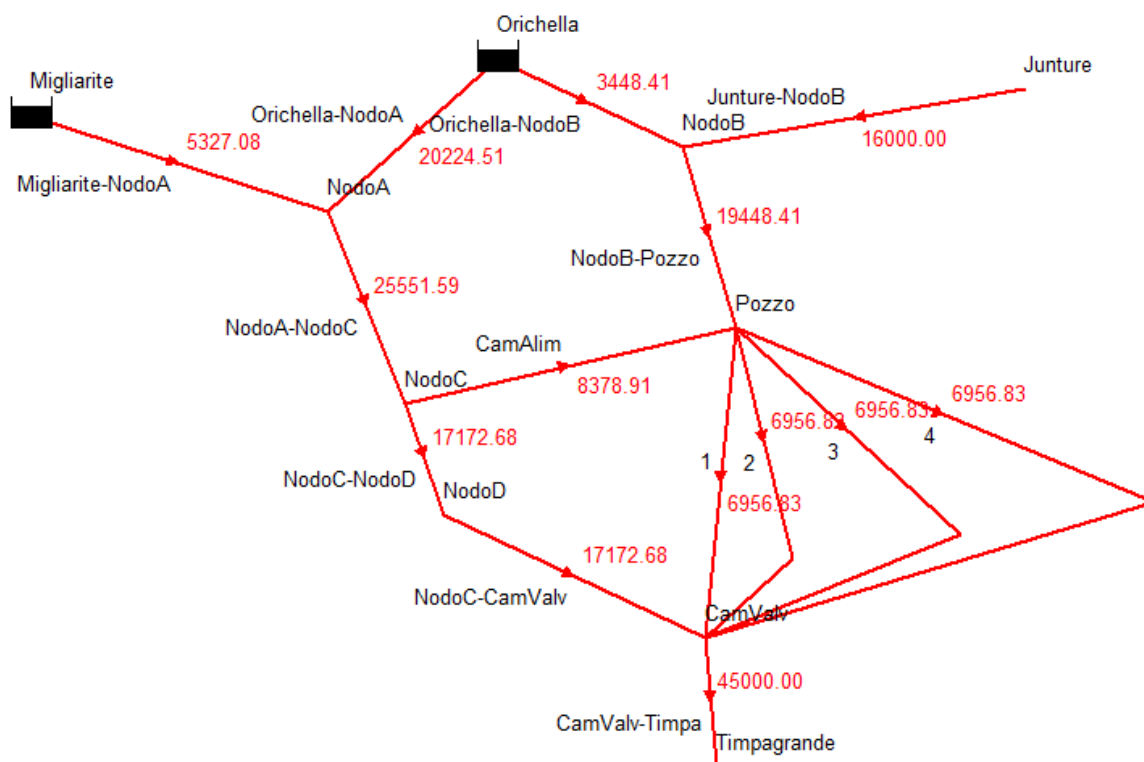 Orichella
Migliarite
Junture
3448.41
Junture-NodoB
Orichella-NodoA
Orichella-NodoB
NodoB
5327.08
20224.51
16000.00
Migliarite-NodoA
NodoA
19448.41
NodoB-Pozzo
25551.59
Pozzo
NodoA-NodoC
CamAlim
NodoC
8378.91
6956.83
6956.83
6956.83
17172.68
1
2
3
4
NodoC-NodoD
NodoD
6956.83
17172.68
NodoC-CamValv
CamValv
45000.00
CamValv-Timpa
Timpagrande